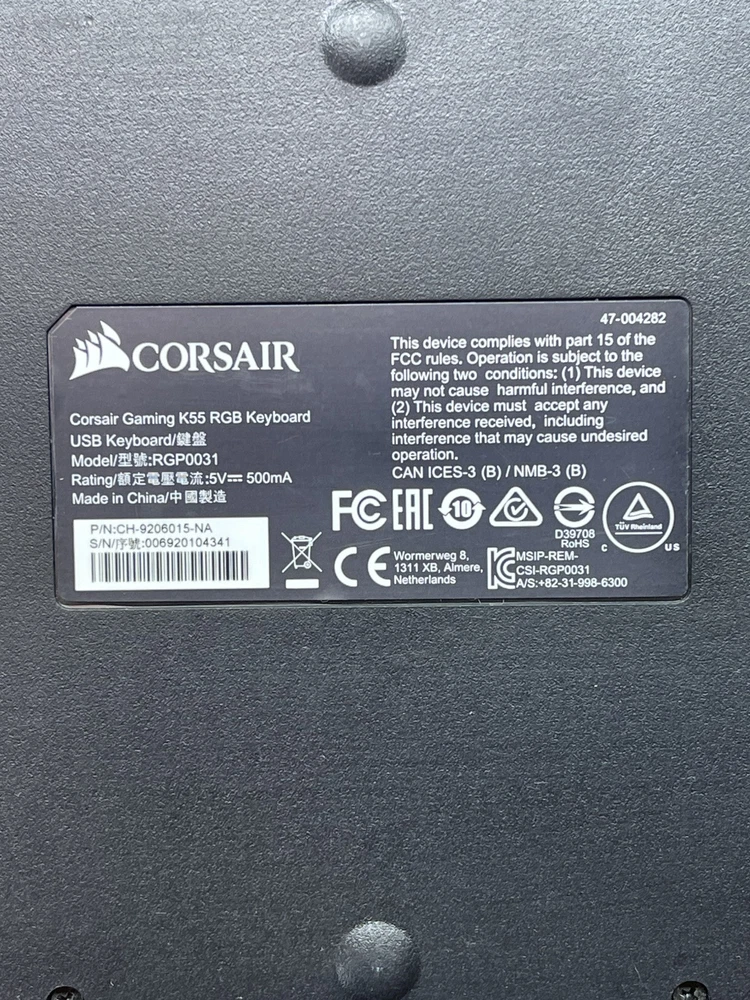 47-004282
CORSAIR
Corsair Gaming K55 RGB Keyboard
USB Keyboard/鍵盤
Model/型號:RGP0031
Rating/額定電壓電流:5V⎓ 500mA
Made in China/中國製造
P/N:CH-9206015-NA
S/N/序號:006920104341
This device complies with part 15 of the
FCC rules. Operation is subject to the
following two conditions: (1) This device
may not cause harmful interference, and
(2) This device must accept any
interference received, including
interference that may cause undesired
operation.
CAN ICES-3 (B) / NMB-3 (B)
FC EAC 10
D39708
RoHS
TÜV Rheinland
C US
CE
Wormerweg 8,
1311 XB, Almere,
Netherlands
MSIP-REM-
CSI-RGP0031
A/S:+82-31-998-6300